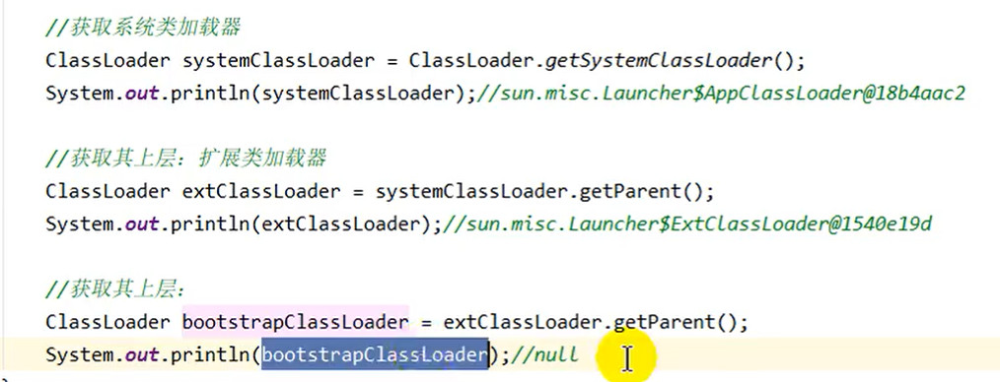 //获取系统类加载器
ClassLoader systemClassLoader = ClassLoader.getSystemClassLoader();
System.out.println(systemClassLoader);//sun.misc.Launcher$AppClassLoader@18b4aac2
//获取其上层：扩展类加载器
ClassLoader extClassLoader = systemClassLoader.getParent();
System.out.println(extClassLoader);//sun.misc.Launcher$ExtClassLoader@1540e19d
//获取其上层：
ClassLoader bootstrapClassLoader = extClassLoader.getParent();
System.out.println(bootstrapClassLoader);//null